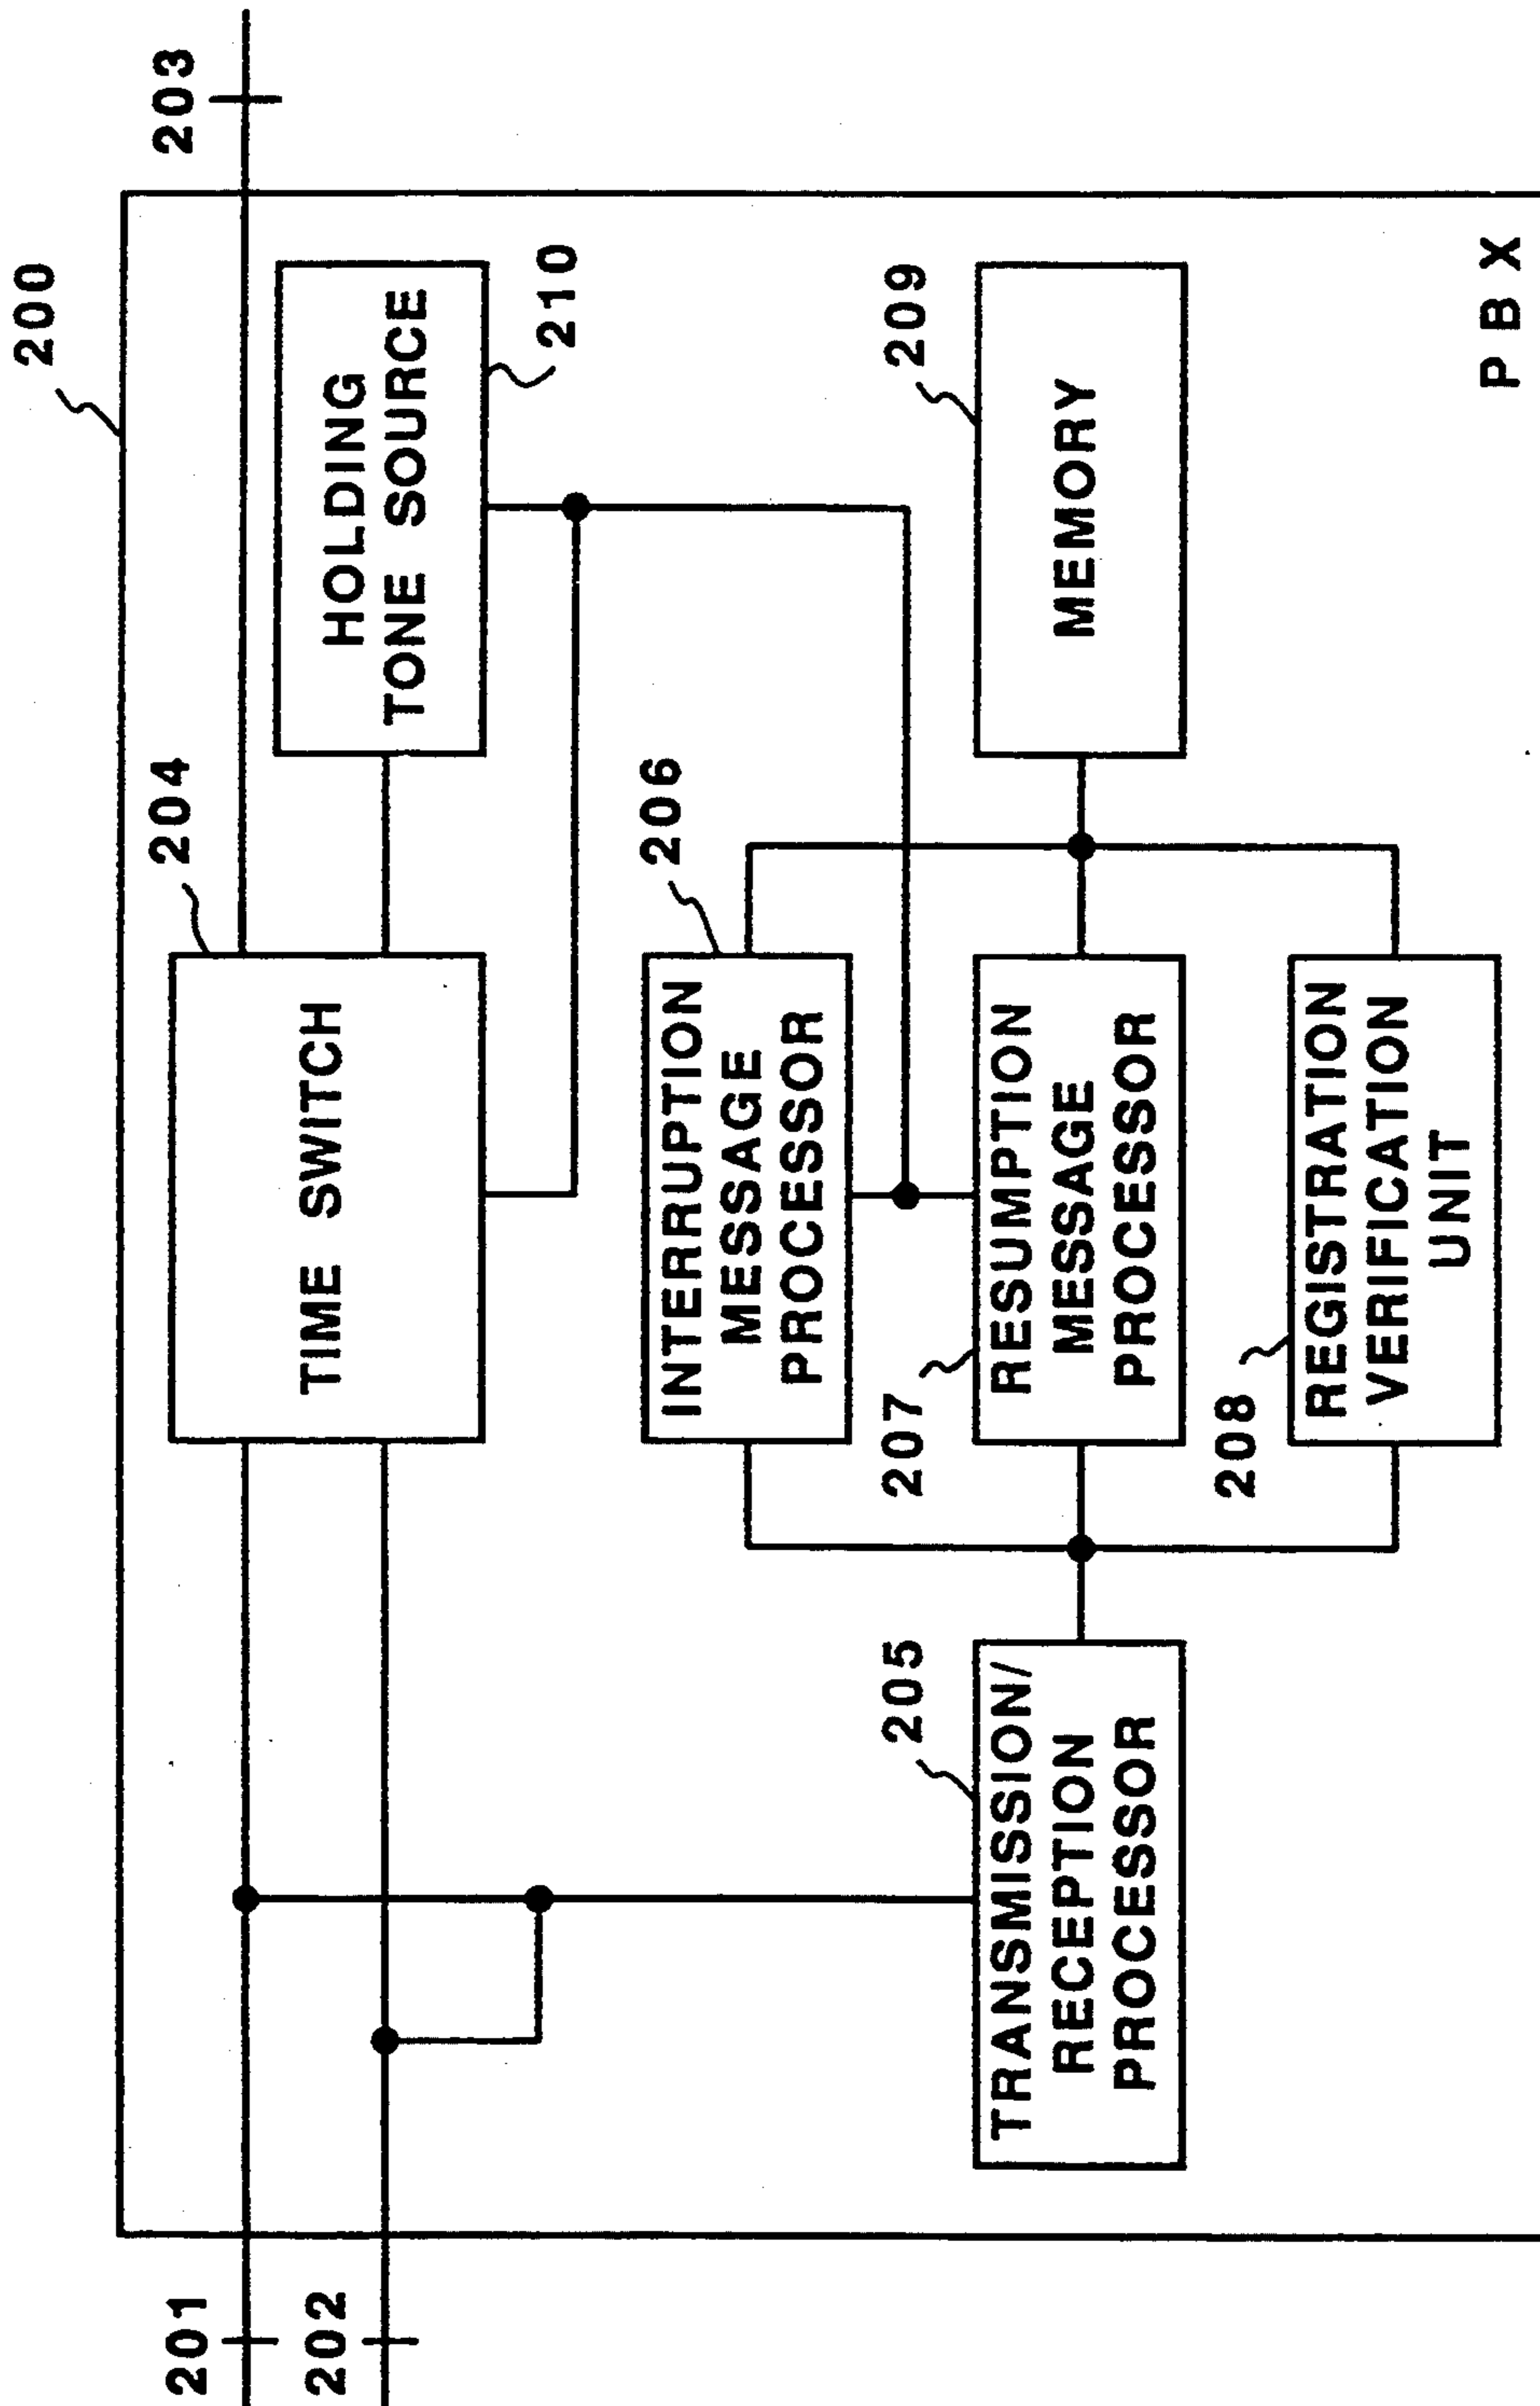 200
203
204
TIME SWITCH
HOLDING
TONE SOURCE
210
201
202
206
INTERRUPTION
MESSAGE
PROCESSOR
205
TRANSMISSION/
RECEPTION
PROCESSOR
207
RESUMPTION
MESSAGE
PROCESSOR
209
MEMORY
208
REGISTRATION
VERIFICATION
UNIT
PBX